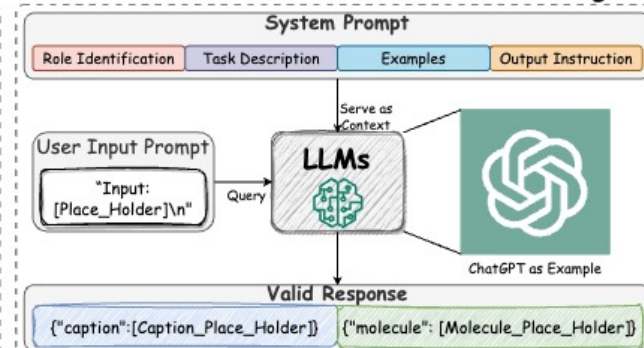 System Prompt
Role Identification Task Description Examples Output Instruction
Serve as
Context
User Input Prompt
"Input:
[Place_Holder]\n"
Query
LLMs
ChatGPT as Example
Valid Response
{"caption":[Caption_Place_Holder]} {"molecule": [Molecule_Place_Holder]}